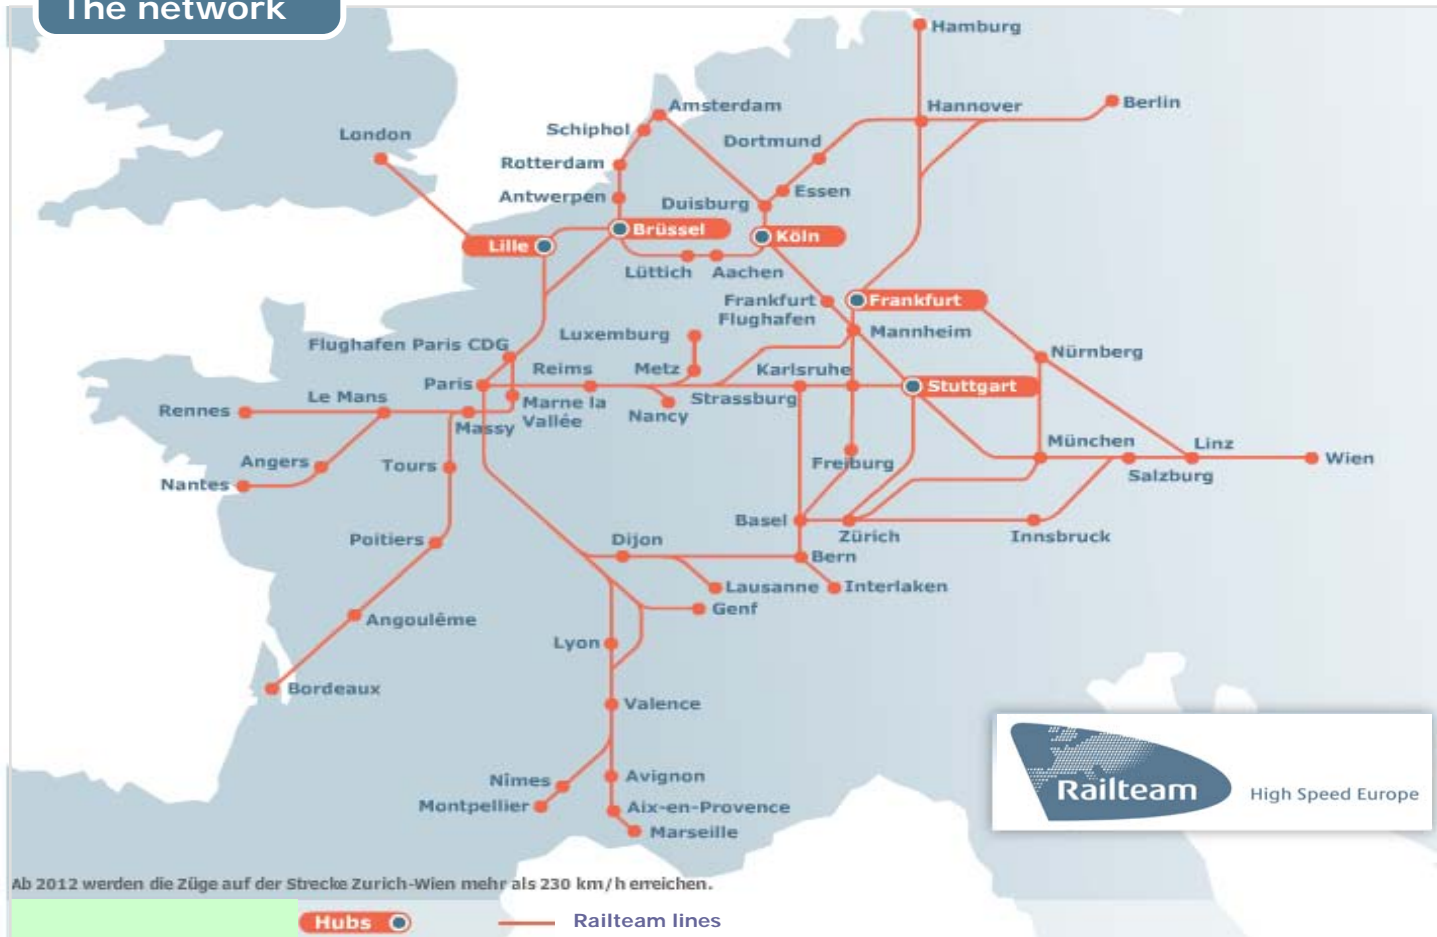 The network
Hamburg
Hannover
Berlin
Amsterdam
Schiphol
Dortmund
London
Rotterdam
Essen
Antwerpen
Duisburg
Brüssel
Köln
Lille
Lüttich
Aachen
Frankfurt
Flughafen
Frankfurt
Mannheim
Luxemburg
Flughafen Paris CDG
Nürnberg
Reims
Metz
Karlsruhe
Paris
Stuttgart
Le Mans
Rennes
Marne la
Vallée
Nancy
Strassburg
Massy
München
Linz
Angers
Tours
Freiburg
Wien
Salzburg
Nantes
Basel
Zürich
Innsbruck
Poitiers
Dijon
Bern
Lausanne
Interlaken
Genf
Angoulême
Lyon
Bordeaux
Valence
Nîmes
Avignon
Montpellier
Aix-en-Provence
Marseille
Railteam
High Speed Europe
Ab 2012 werden die Züge auf der Strecke Zurich-Wien mehr als 230 km/h erreichen.
Hubs
Railteam lines